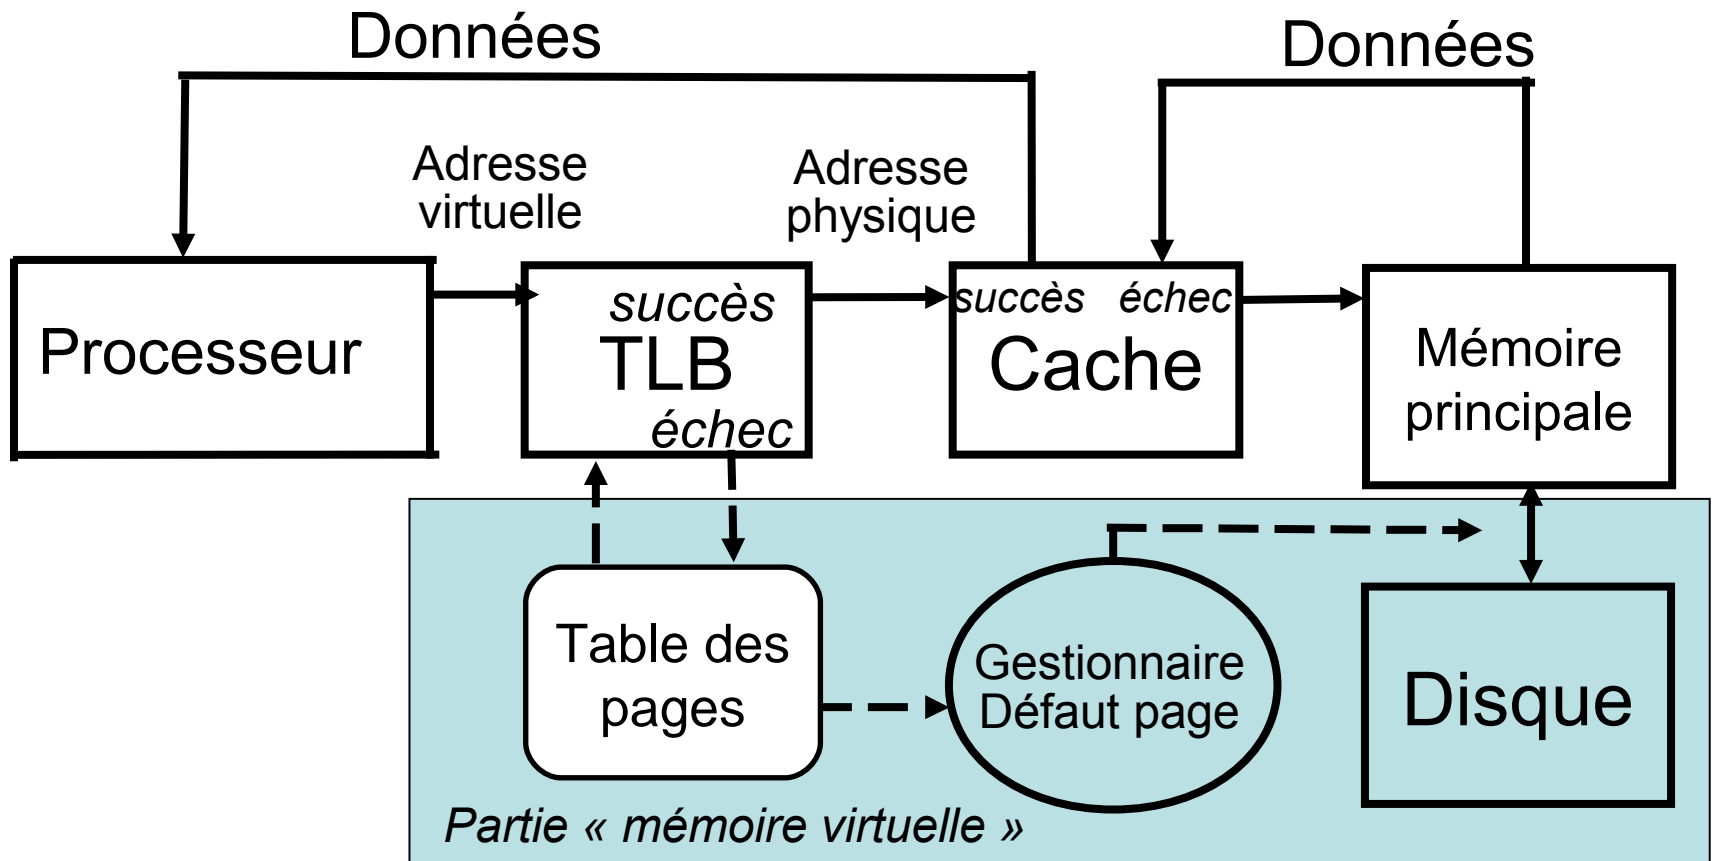 Données
Données
Adresse
virtuelle
Adresse
physique
Processeur
succès
TLB
échec
succès échec
Cache
Mémoire
principale
Table des
pages
Gestionnaire
Défaut page
Disque
Partie « mémoire virtuelle »